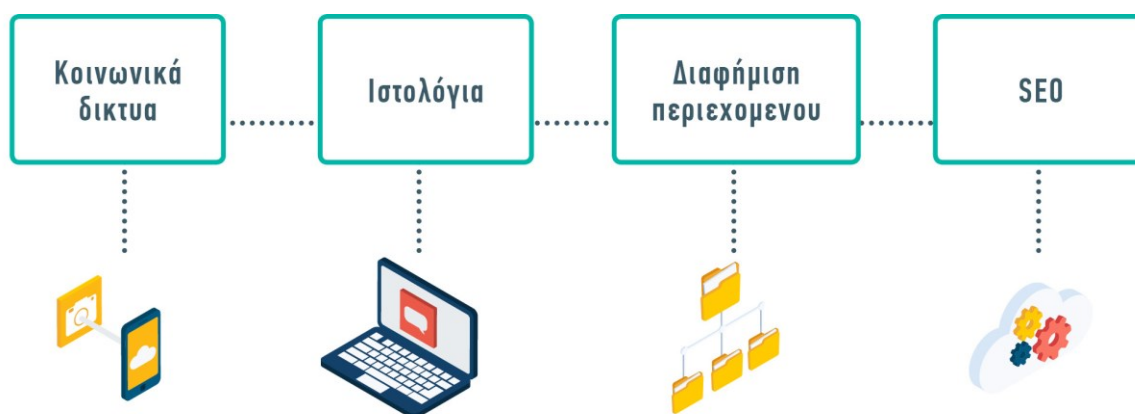 Κοινωνικά
δικτυα
Ιστολόγια
Διαφήμιση
περιεχομενου
SEO